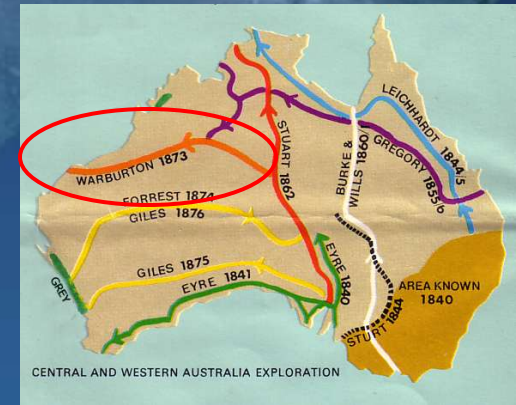 LEICHHARDT 1844/5
GREGORY 1855/6
BURKE &
WILLS 1860/
STUART 1862
WARBURTON 1873
FORREST 1874
GILES 1876
GILES 1875
EYRE 1841
EYRE 1840
GREY
AREA KNOWN
1840
STURT 1844
CENTRAL AND WESTERN AUSTRALIA EXPLORATION